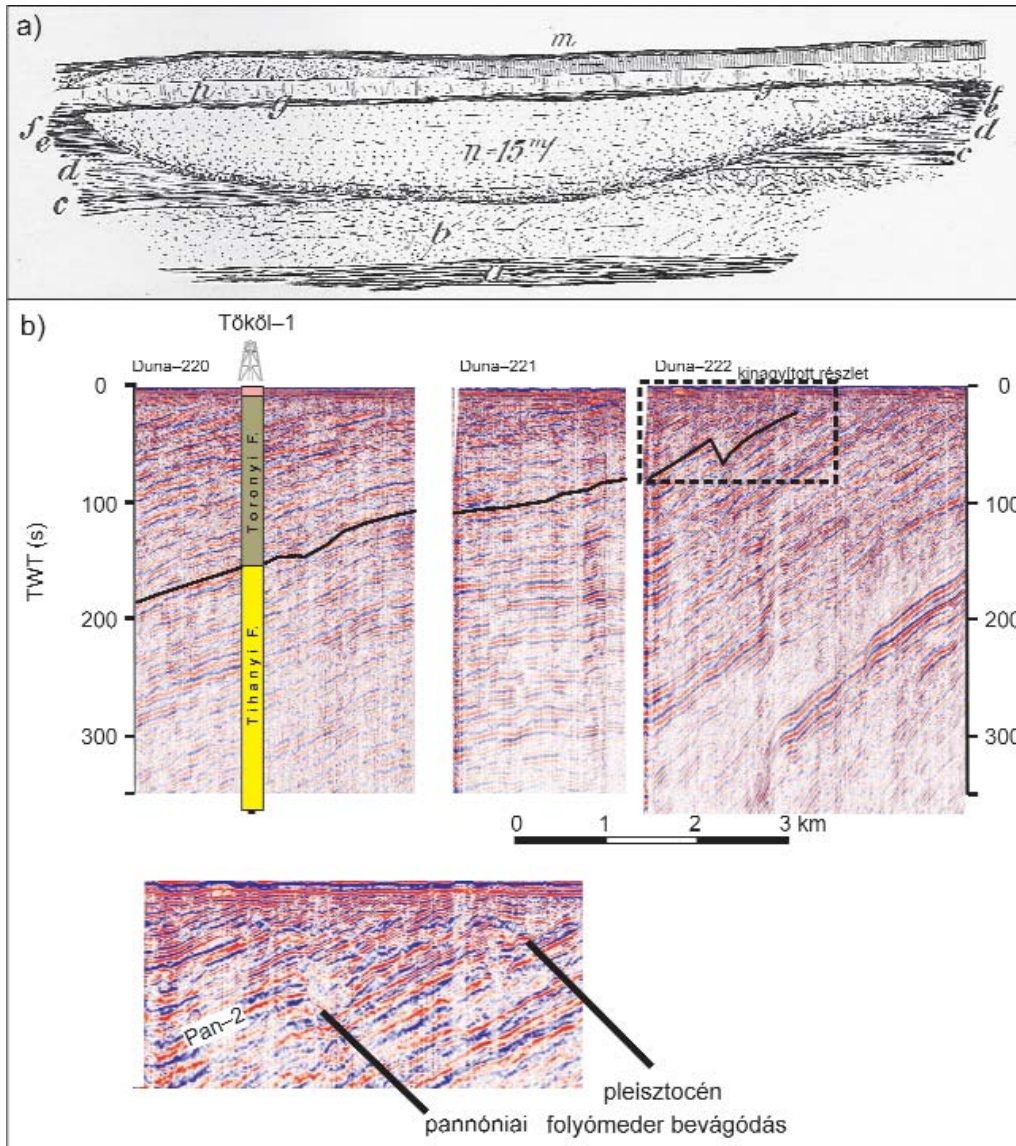 a)
m
i
h
g
g
f
e
d
c
f
e
d
c
n-15 m/
b
a
b)
Tököl–1
Duna–220
Duna–221
Duna–222
kinagyított részlet
0
100
200
300
TWT (s)
Toronyi F.
Tihanyi F.
0
100
200
300
0 1 2 3 km
Pan–2
pleisztocén
pannóniai folyómeder bevágódás